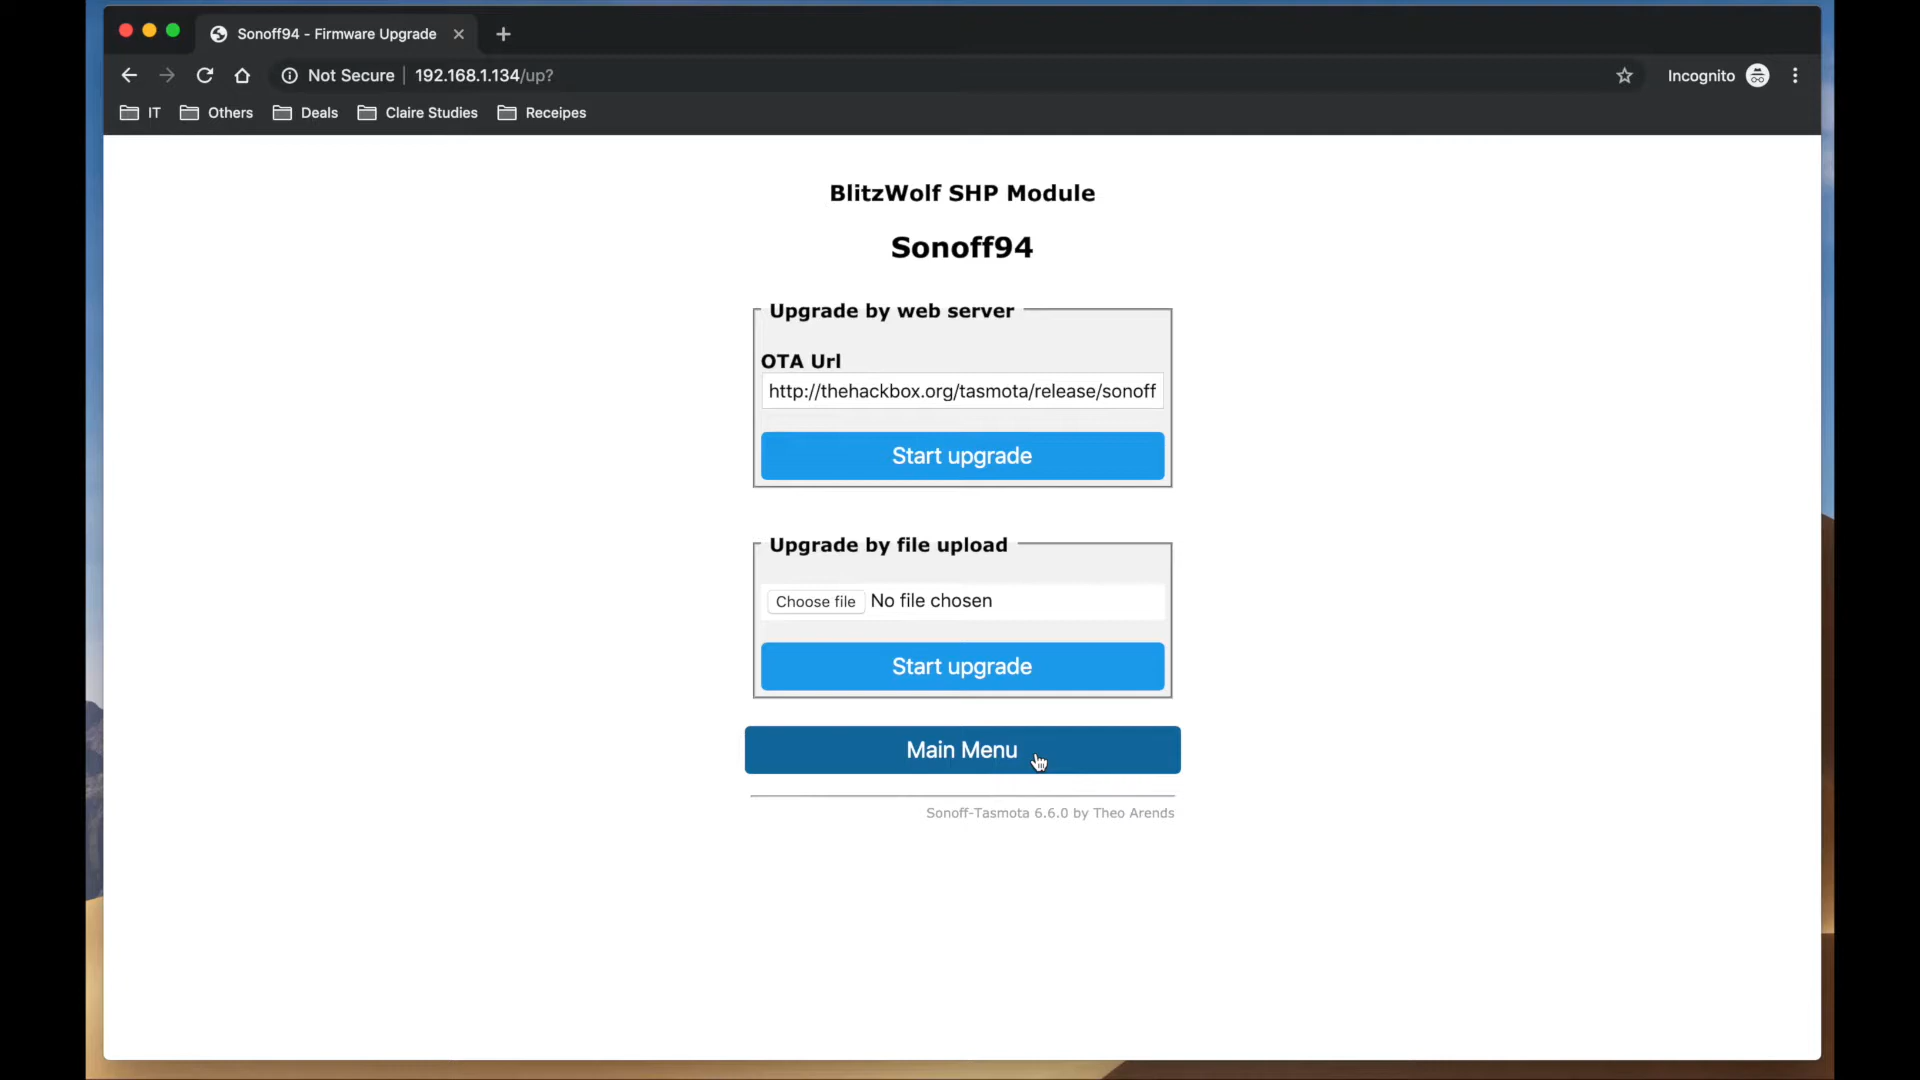 Sonoff94 - Firmware Upgrade
Not Secure
192.168.1.134/up?
Incognito
IT
Others
Deals
Claire Studies
Receipes
BlitzWolf SHP Module
Sonoff94
Upgrade by web server
OTA Url
http://thehackbox.org/tasmota/release/sonoff
Start upgrade
Upgrade by file upload
Choose file No file chosen
Start upgrade
Main Menu
Sonoff-Tasmota 6.6.0 by Theo Arends